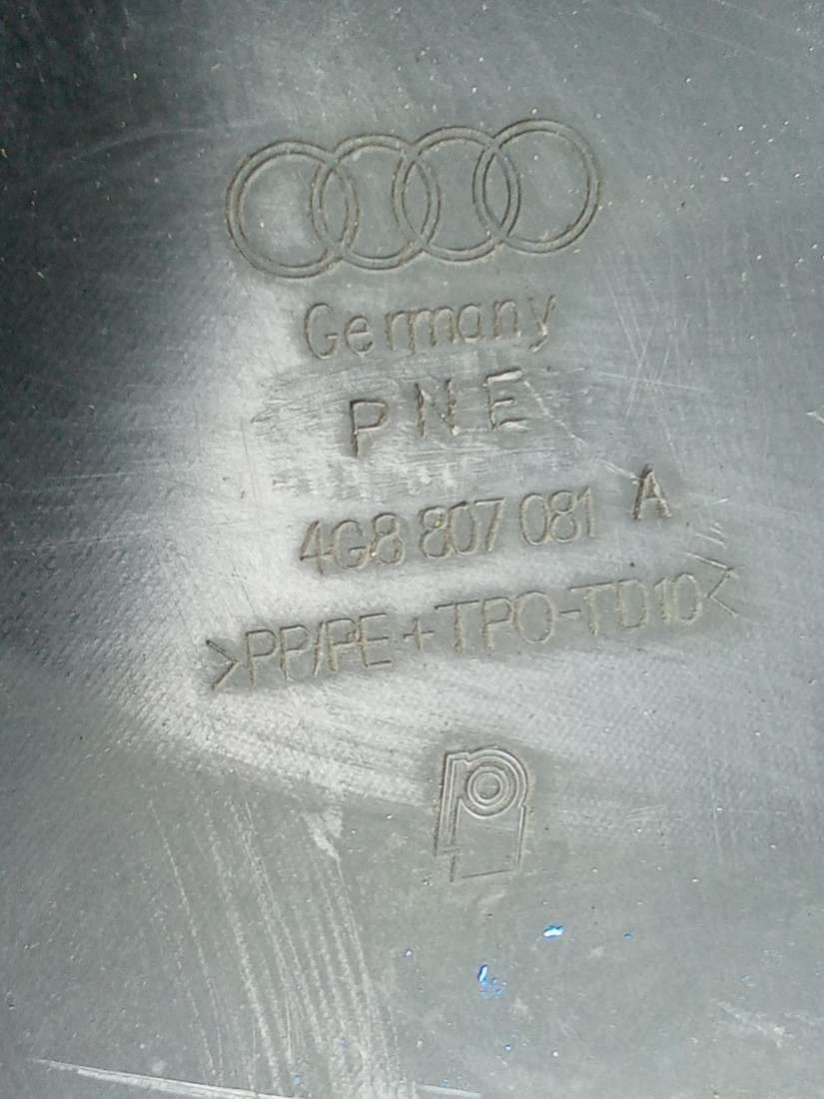 Germany
PNE
4G8 807 081 A
>PP/PE+TPO-TD10<